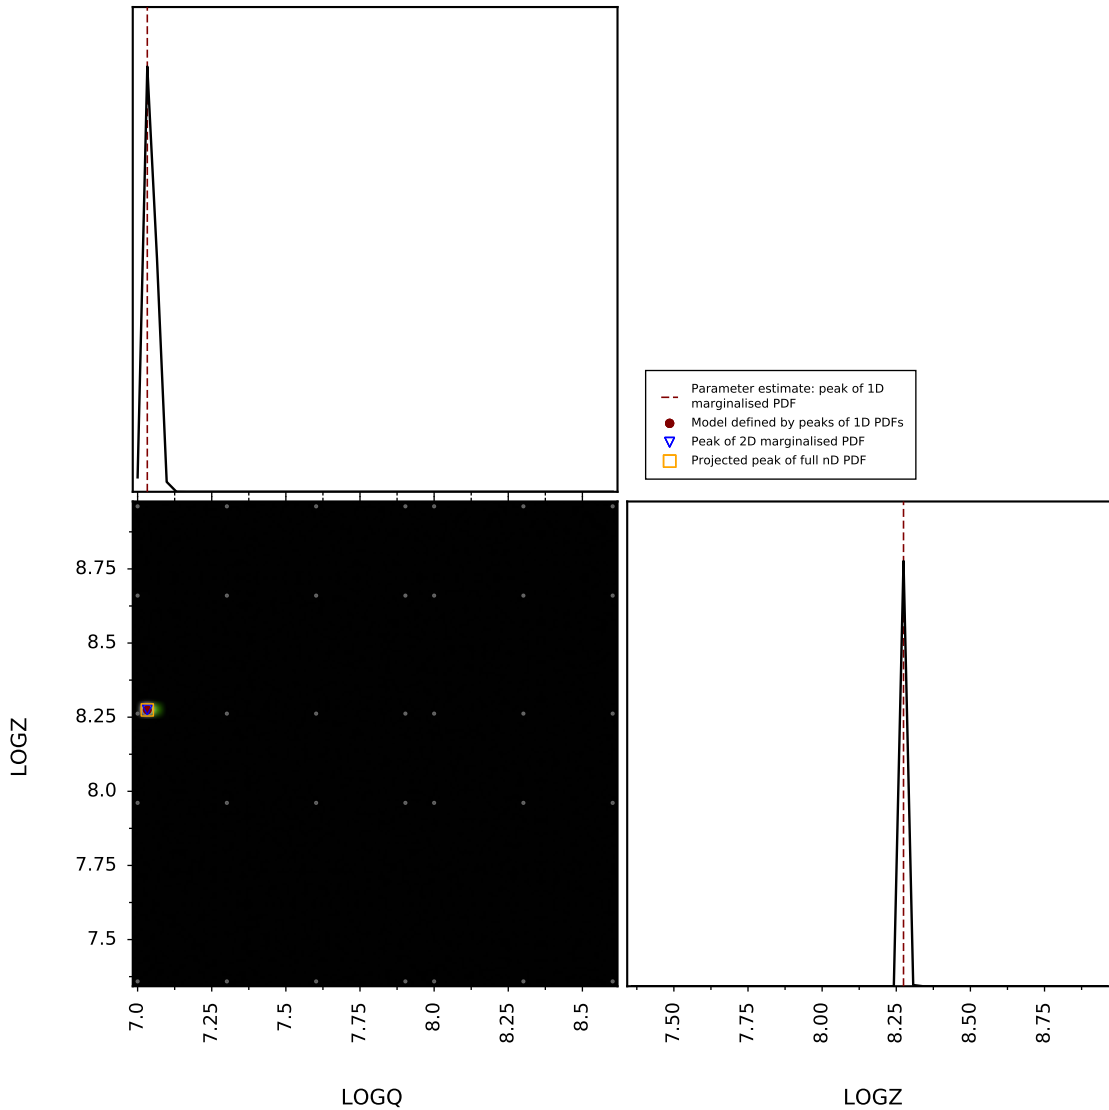 Parameter estimate: peak of 1D
marginalised PDF
Model defined by peaks of 1D PDFs
Peak of 2D marginalised PDF
Projected peak of full nD PDF
8.75
8.5
8.25
8.0
7.75
7.5
LOGZ
7.0
7.25
7.5
7.75
8.0
8.25
8.5
LOGQ
7.50
7.75
8.00
8.25
8.50
8.75
LOGZ